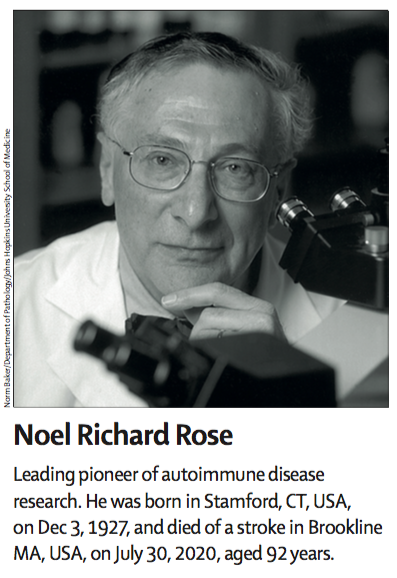 Norm Baker/Department of Pathology/Johns Hopkins University School of Medicine
Noel Richard Rose
Leading pioneer of autoimmune disease
research. He was born in Stamford, CT, USA,
on Dec 3, 1927, and died of a stroke in Brookline
MA, USA, on July 30, 2020, aged 92 years.